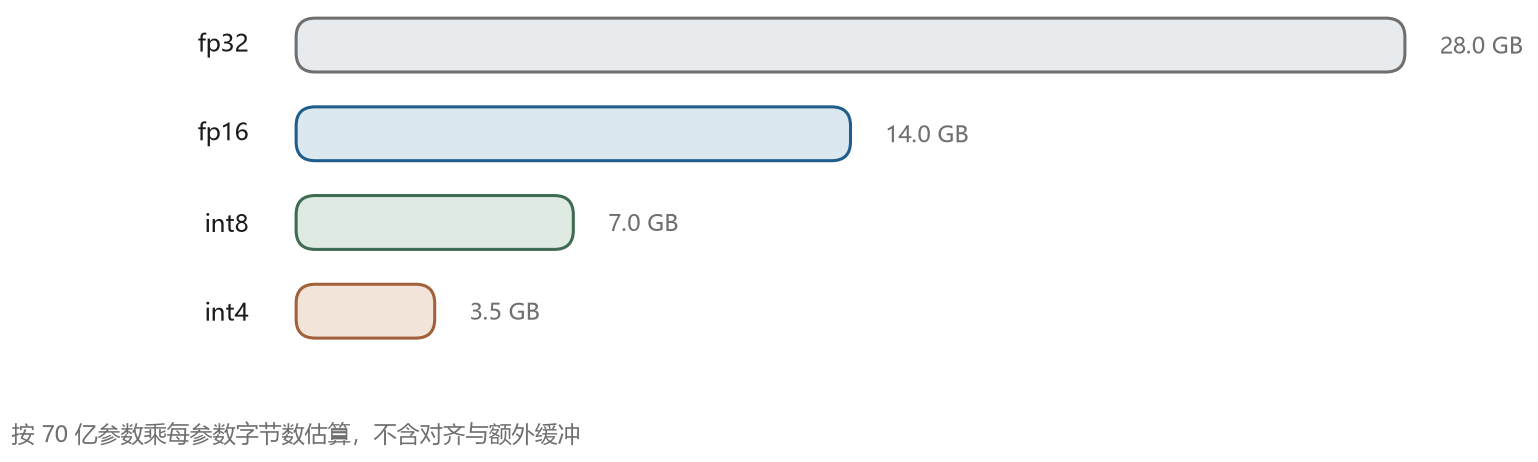 fp32 28.0 GB
fp16 14.0 GB
int8 7.0 GB
int4 3.5 GB
按 70 亿参数乘每参数字节数估算，不含对齐与额外缓冲